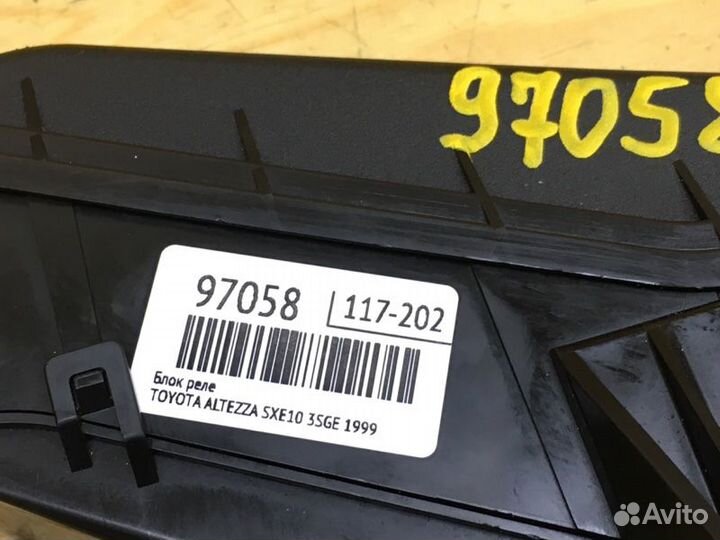 97058
97058 117-202
Блок реле
TOYOTA ALTEZZA SXE10 3SGE 1999
Avito